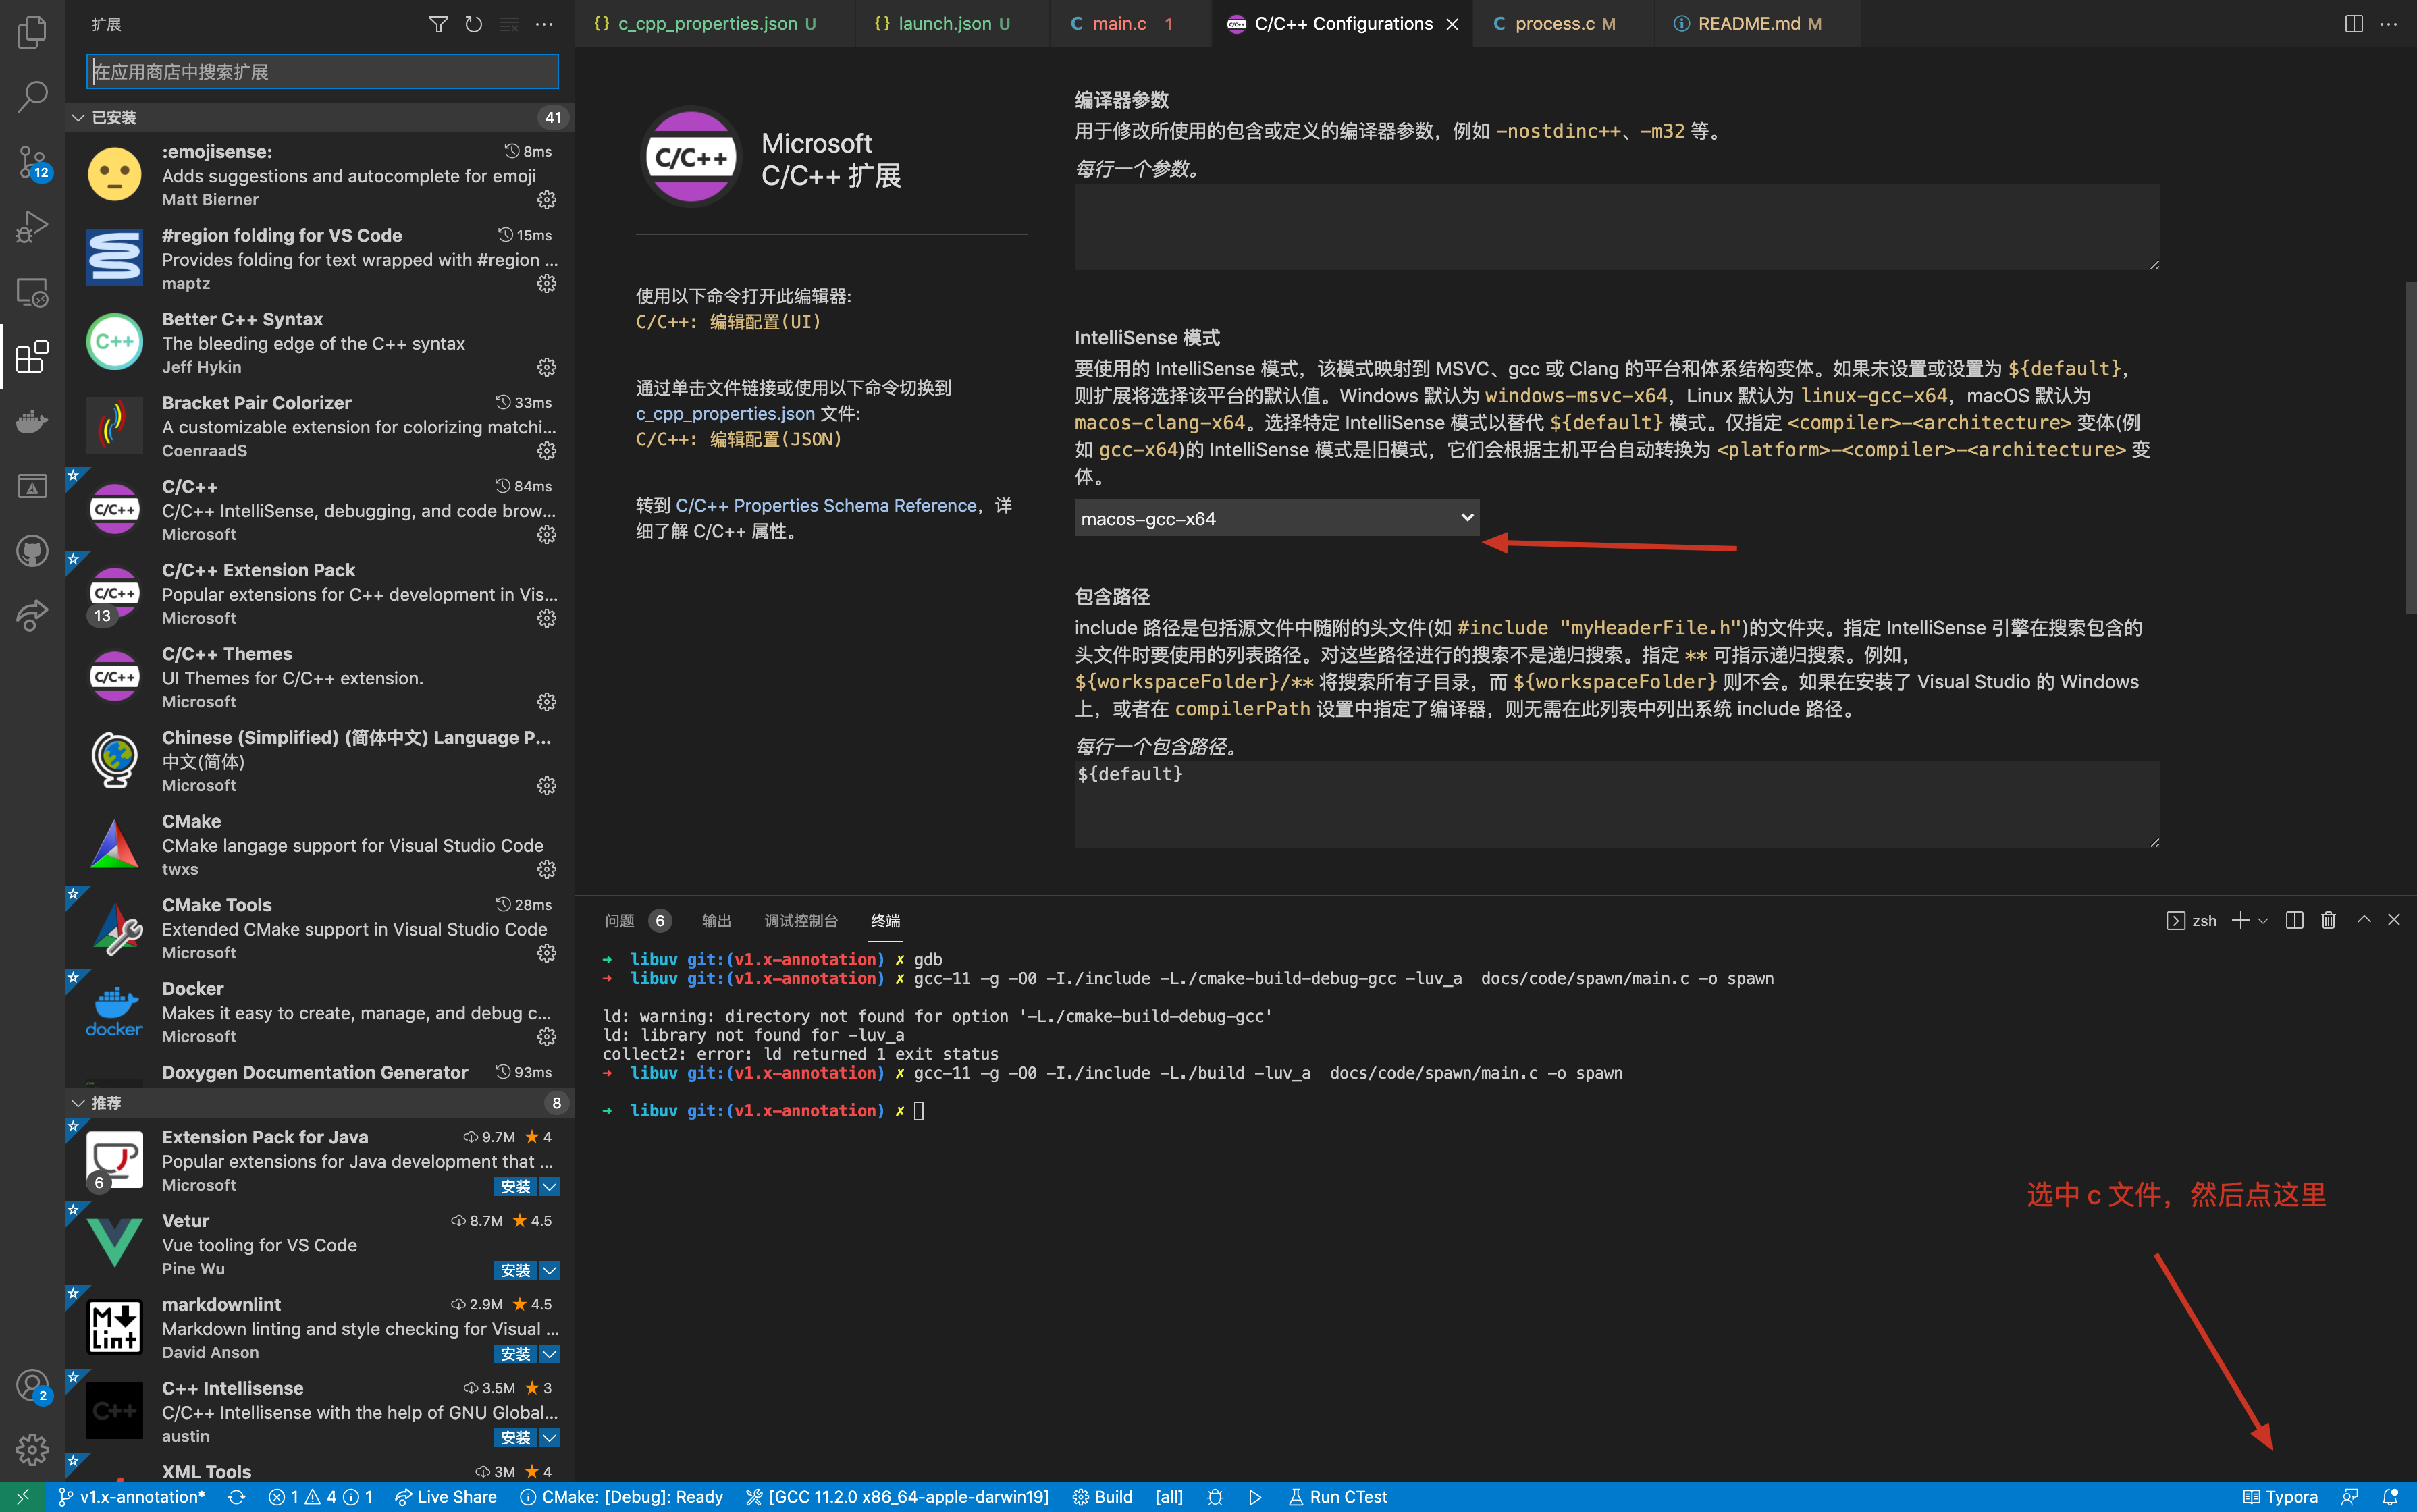 扩展
在应用商店中搜索扩展
已安装
41
:emojisense:
8ms
Adds suggestions and autocomplete for emoji
Matt Bierner
#region folding for VS Code
15ms
Provides folding for text wrapped with #region ...
maptz
C++
Better C++ Syntax
The bleeding edge of the C++ syntax
Jeff Hykin
Bracket Pair Colorizer
33ms
A customizable extension for colorizing matchi...
CoenraadS
C/C++
C/C++
84ms
C/C++ IntelliSense, debugging, and code brow...
Microsoft
C/C++
13
C/C++ Extension Pack
Popular extensions for C++ development in Vis...
Microsoft
C/C++
C/C++ Themes
UI Themes for C/C++ extension.
Microsoft
Chinese (Simplified) (简体中文) Language P...
中文(简体)
Microsoft
CMake
CMake langage support for Visual Studio Code
twxs
CMake Tools
28ms
Extended CMake support in Visual Studio Code
Microsoft
docker
Docker
Makes it easy to create, manage, and debug c...
Microsoft
Doxygen Documentation Generator
93ms
推荐
8
6
Extension Pack for Java
9.7M ★ 4
Popular extensions for Java development that ...
Microsoft
安装
Vetur
8.7M ★ 4.5
Vue tooling for VS Code
Pine Wu
安装
M
Lint
markdownlint
2.9M ★ 4.5
Markdown linting and style checking for Visual ...
David Anson
安装
C++
C++ Intellisense
3.5M ★ 3
C/C++ Intellisense with the help of GNU Global...
austin
安装
XML Tools
3M ★ 4
12
2
{} c_cpp_properties.json U
{} launch.json U
C main.c 1
C/C++ Configurations
C process.c M
README.md M
C/C++
Microsoft
C/C++ 扩展
使用以下命令打开此编辑器:
C/C++: 编辑配置(UI)
通过单击文件链接或使用以下命令切换到
c_cpp_properties.json 文件:
C/C++: 编辑配置(JSON)
转到 C/C++ Properties Schema Reference，详
细了解 C/C++ 属性。
编译器参数
用于修改所使用的包含或定义的编译器参数，例如 -nostdinc++、-m32 等。
每行一个参数。
IntelliSense 模式
要使用的 IntelliSense 模式，该模式映射到 MSVC、gcc 或 Clang 的平台和体系结构变体。如果未设置或设置为 ${default}，
则扩展将选择该平台的默认值。Windows 默认为 windows-msvc-x64，Linux 默认为 linux-gcc-x64，macOS 默认为
macos-clang-x64。选择特定 IntelliSense 模式以替代 ${default} 模式。仅指定 <compiler>-<architecture> 变体(例
如 gcc-x64)的 IntelliSense 模式是旧模式，它们会根据主机平台自动转换为 <platform>-<compiler>-<architecture> 变
体。
macos-gcc-x64
包含路径
include 路径是包括源文件中随附的头文件(如 #include "myHeaderFile.h")的文件夹。指定 IntelliSense 引擎在搜索包含的
头文件时要使用的列表路径。对这些路径进行的搜索不是递归搜索。指定 ** 可指示递归搜索。例如，
${workspaceFolder}/** 将搜索所有子目录，而 ${workspaceFolder} 则不会。如果在安装了 Visual Studio 的 Windows
上，或者在 compilerPath 设置中指定了编译器，则无需在此列表中列出系统 include 路径。
每行一个包含路径。
${default}
问题 6 输出 调试控制台 终端
zsh
→ libuv git:(v1.x-annotation) ✗ gdb
→ libuv git:(v1.x-annotation) ✗ gcc-11 -g -O0 -I./include -L./cmake-build-debug-gcc -luv_a  docs/code/spawn/main.c -o spawn
ld: warning: directory not found for option '-L./cmake-build-debug-gcc'
ld: library not found for -luv_a
collect2: error: ld returned 1 exit status
→ libuv git:(v1.x-annotation) ✗ gcc-11 -g -O0 -I./include -L./build -luv_a  docs/code/spawn/main.c -o spawn
→ libuv git:(v1.x-annotation) ✗
选中 c 文件，然后点这里
v1.x-annotation*
1 4 1
Live Share
CMake: [Debug]: Ready
[GCC 11.2.0 x86_64-apple-darwin19]
Build
[all]
Run CTest
Typora